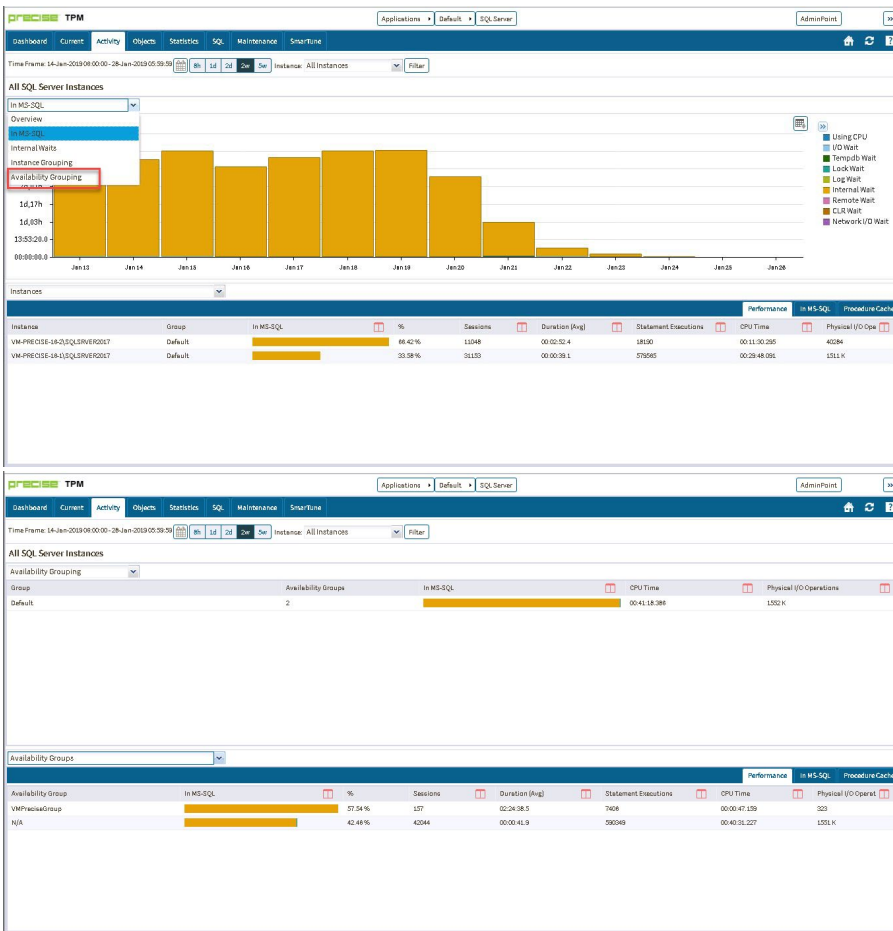 precise TPM Applications Default SQL Server AdminPoint »
Dashboard Current Activity Objects Statistics SQL Maintenance SmarTune
Time Frame: 14-Jan-2019 06:00:00 - 28-Jan-2019 05:59:59 8h 1d 2d 2w 5w Instance: All Instances Filter
All SQL Server Instances
In MS-SQL
Overview
In MS-SQL
Internal Waits
Instance Grouping
Availability Grouping
1d,17h
1d,03h
13:53:20.0
00:00:00.0
Jan 13 Jan 14 Jan 15 Jan 16 Jan 17 Jan 18 Jan 19 Jan 20 Jan 21 Jan 22 Jan 23 Jan 24 Jan 25 Jan 26
Using CPU
I/O Wait
Tempdb Wait
Lock Wait
Log Wait
Internal Wait
Remote Wait
CLR Wait
Network I/O Wait
Instances
Performance In MS-SQL Procedure Cache
Instance Group In MS-SQL % Sessions Duration (Avg) Statement Executions CPU Time Physical I/O Ope
VM-PRECISE-16-2\SQLSRVER2017 Default 66.42 % 11048 00:02:52.4 18190 00:11:30.295 40284
VM-PRECISE-16-1\SQLSRVER2017 Default 33.58 % 31153 00:00:39.1 579565 00:29:48.091 1511 K
precise TPM Applications Default SQL Server AdminPoint »
Dashboard Current Activity Objects Statistics SQL Maintenance SmarTune
Time Frame: 14-Jan-2019 06:00:00 - 28-Jan-2019 05:59:59 8h 1d 2d 2w 5w Instance: All Instances Filter
All SQL Server Instances
Availability Grouping
Group Availability Groups In MS-SQL CPU Time Physical I/O Operations
Default 2 00:41:18.386 1552 K
Availability Groups
Performance In MS-SQL Procedure Cache
Availability Group In MS-SQL % Sessions Duration (Avg) Statement Executions CPU Time Physical I/O Operat
VMPreciseGroup 57.54 % 157 02:24:38.5 7406 00:00:47.159 323
N/A 42.46 % 42044 00:00:41.9 590349 00:40:31.227 1551 K